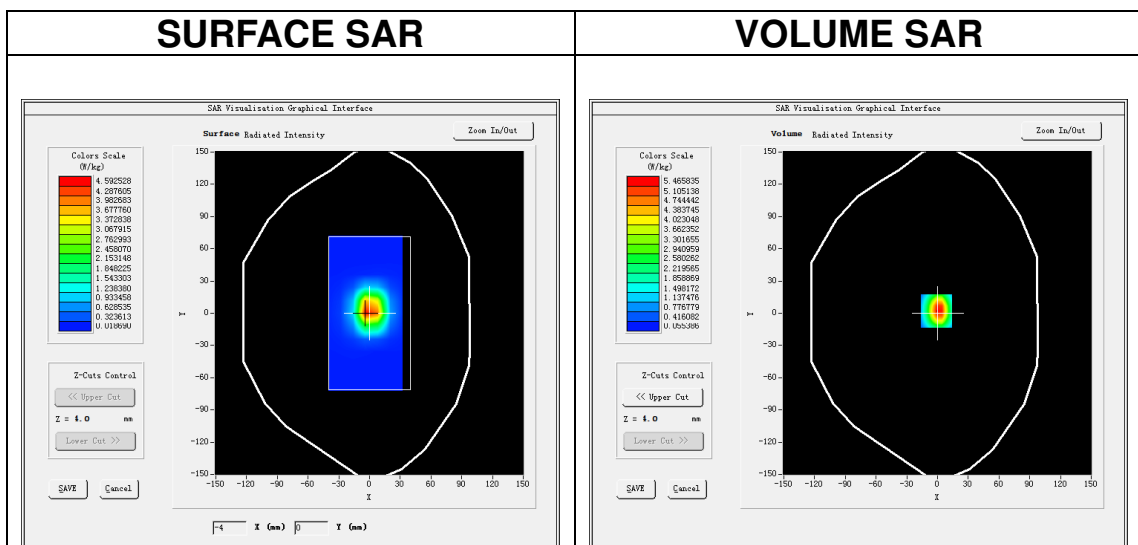 SURFACE SAR
VOLUME SAR
SAR Visualisation Graphical Interface
Surface Radiated Intensity
Zoom In/Out
Colors Scale
(W/kg)
4.592528
4.287605
3.982683
3.677760
3.372838
3.067915
2.762993
2.458070
2.153148
1.848225
1.543303
1.238380
0.933458
0.628535
0.323613
0.018690
Z-Cuts Control
<< Upper Cut
Z = 4.0 mm
Lower Cut >>
SAVE Cancel
150
120
90
60
30
0
-30
-60
-90
-120
-150
Y
-150 -120 -90 -60 -30 0 30 60 90 120 150
X
-4 X (mm) 0 Y (mm)
SAR Visualisation Graphical Interface
Volume Radiated Intensity
Zoom In/Out
Colors Scale
(W/kg)
5.465835
5.105138
4.744442
4.383745
4.023048
3.662352
3.301655
2.940959
2.580262
2.219565
1.858869
1.498172
1.137476
0.776779
0.416082
0.055386
Z-Cuts Control
<< Upper Cut
Z = 4.0 mm
Lower Cut >>
SAVE Cancel
150
120
90
60
30
0
-30
-60
-90
-120
-150
Y
-150 -120 -90 -60 -30 0 30 60 90 120 150
X